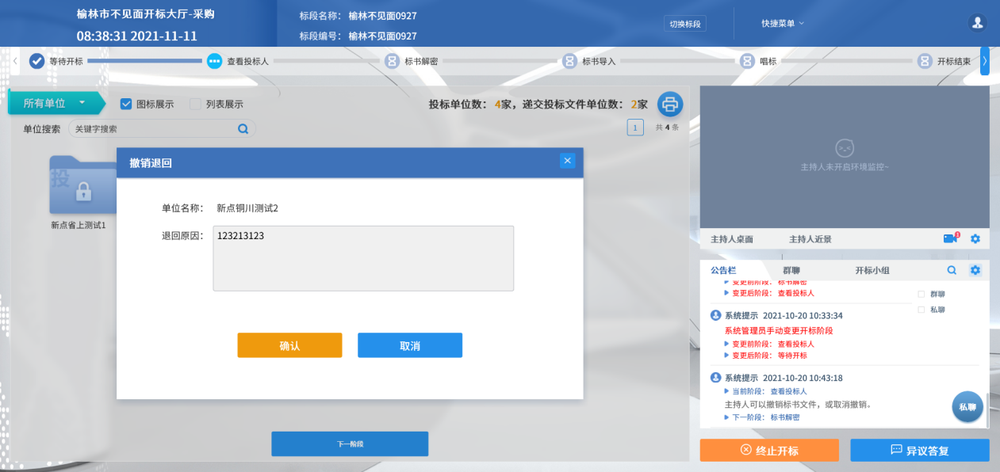 榆林市不见面开标大厅-采购
08:38:31 2021-11-11
标段名称： 榆林不见面0927
标段编号： 榆林不见面0927
切换标段
快捷菜单
等待开标
查看投标人
标书解密
标书导入
唱标
开标结束
所有单位
图标展示
列表展示
投标单位数： 4家，递交投标文件单位数： 2家
单位搜索
关键字搜索
1
共 4 条
投
新点省上测试1
撤销退回
单位名称： 新点铜川测试2
退回原因： 123213123
确认
取消
下一阶段
主持人未开启环境监控~
主持人桌面
主持人近景
1
公告栏
群聊
开标小组
变更前阶段： 标书解密
变更后阶段： 查看投标人
群聊
私聊
系统提示 2021-10-20 10:33:34
系统管理员手动变更开标阶段
变更前阶段： 查看投标人
变更后阶段： 等待开标
系统提示 2021-10-20 10:43:18
当前阶段： 查看投标人
主持人可以撤销标书文件，或取消撤销。
下一阶段： 标书解密
私聊
终止开标
异议答复